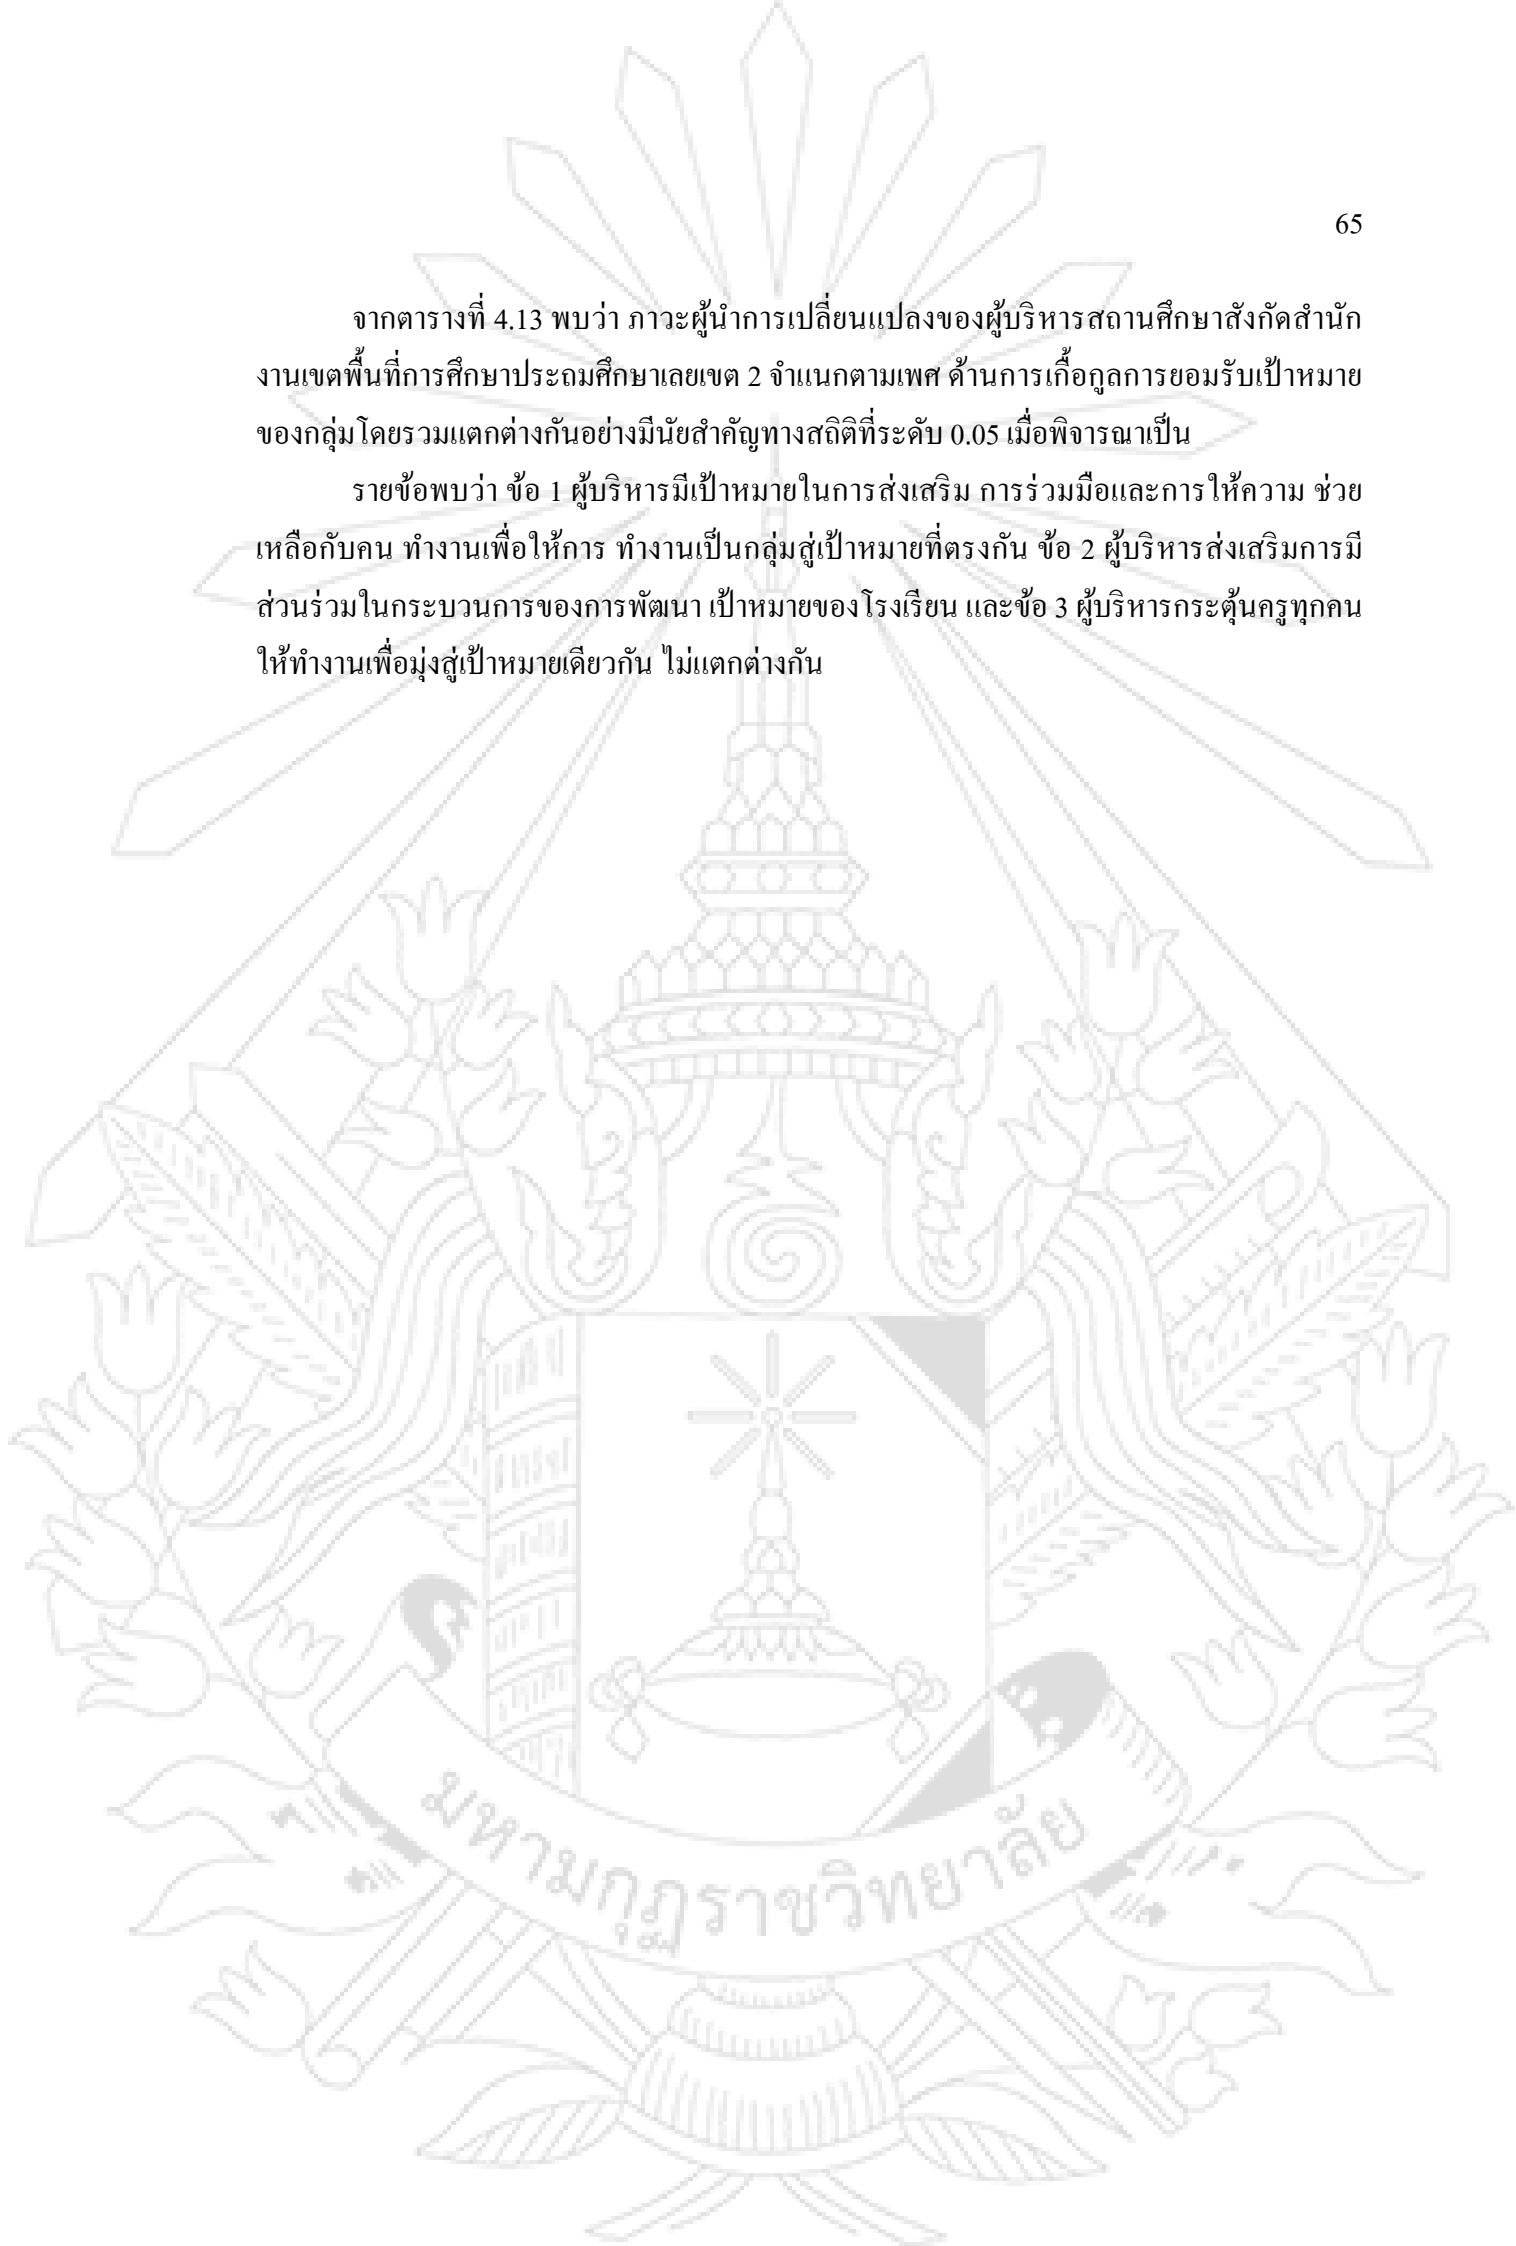 65
จากตารางที่ 4.13 พบว่า ภาวะผู้นำการเปลี่ยนแปลงของผู้บริหารสถานศึกษาสังกัดสำนัก
งานเขตพื้นที่การศึกษาประถมศึกษาเลยเขต 2 จำแนกตามเพศ ด้านการเกื้อกูลการยอมรับเป้าหมาย
ของกลุ่มโดยรวมแตกต่างกันอย่างมีนัยสำคัญทางสถิติที่ระดับ 0.05 เมื่อพิจารณาเป็น
รายข้อพบว่า ข้อ 1 ผู้บริหารมีเป้าหมายในการส่งเสริม การร่วมมือและการให้ความ ช่วย
เหลือกับคน ทำงานเพื่อให้การ ทำงานเป็นกลุ่มสู่เป้าหมายที่ตรงกัน ข้อ 2 ผู้บริหารส่งเสริมการมี
ส่วนร่วมในกระบวนการของการพัฒนา เป้าหมายของโรงเรียน และข้อ 3 ผู้บริหารกระตุ้นครูทุกคน
ให้ทำงานเพื่อมุ่งสู่เป้าหมายเดียวกัน ไม่แตกต่างกัน
มหามกุฏราชวิทยาลัย